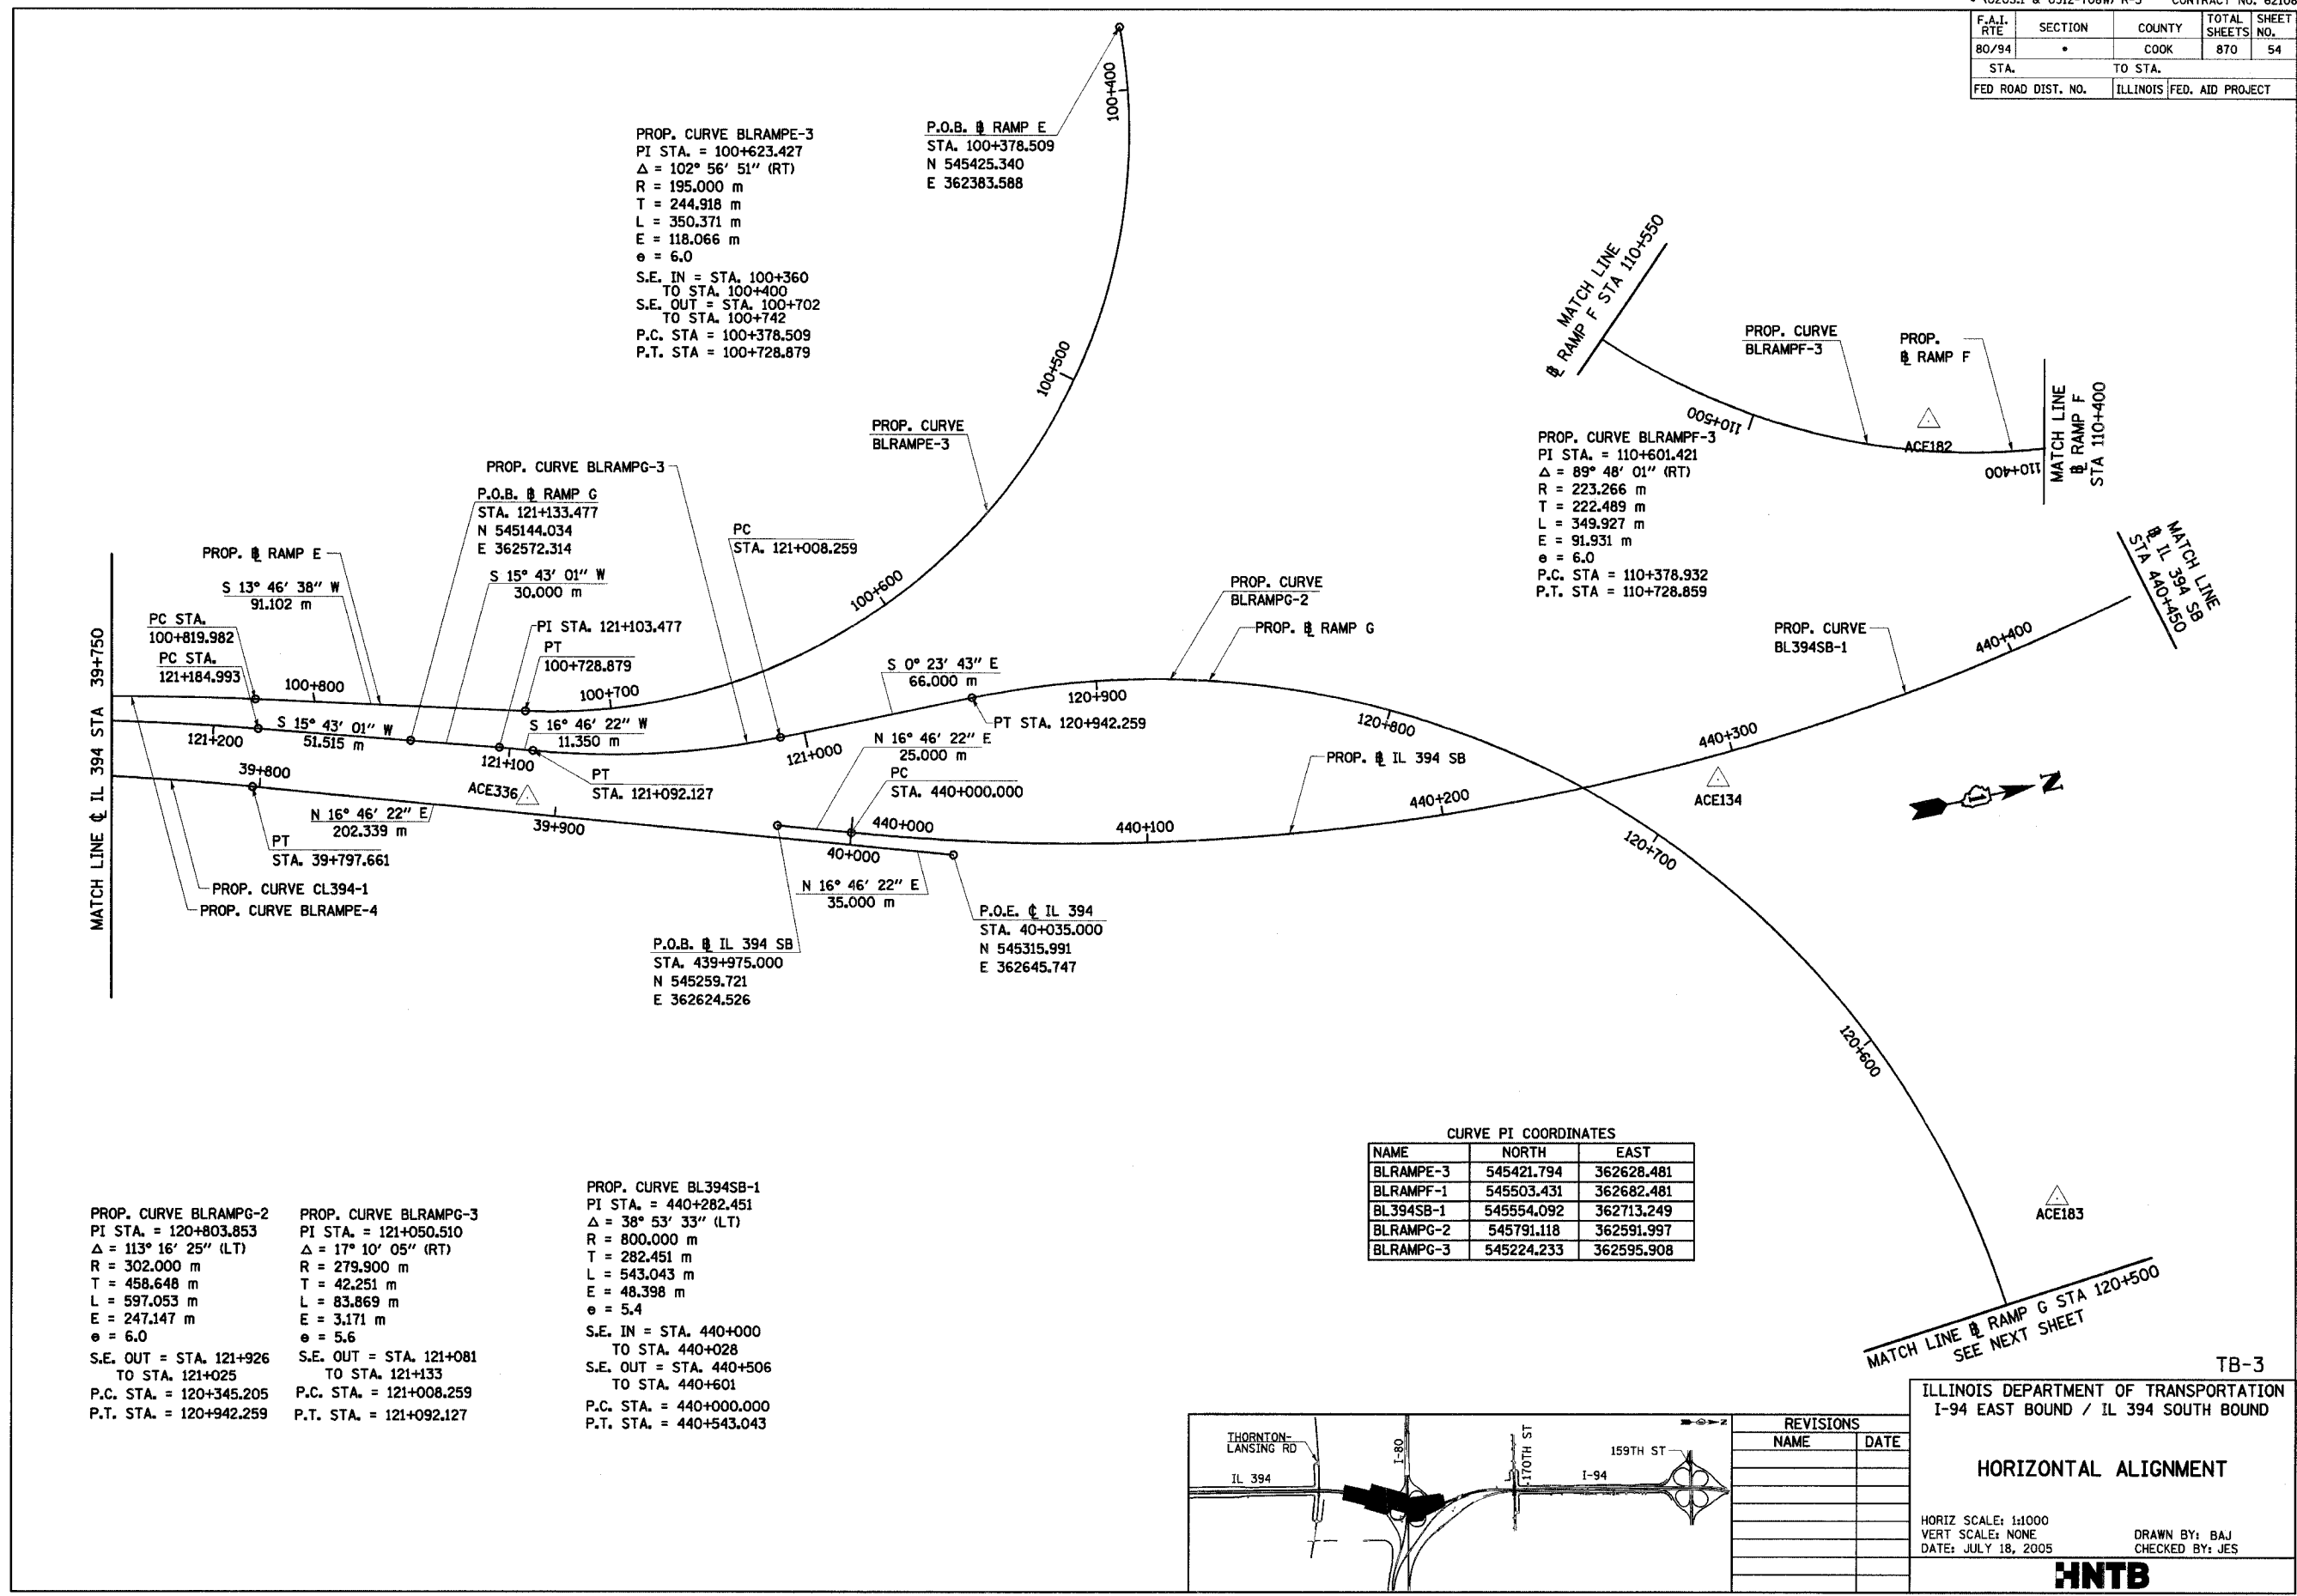 F.A.I. RTE SECTION COUNTY TOTAL SHEETS SHEET NO.
80/94 • COOK 870 54
STA. TO STA.
FED ROAD DIST. NO. ILLINOIS FED. AID PROJECT
PROP. CURVE BLRAMPE-3
PI STA. = 100+623.427
Δ = 102° 56' 51" (RT)
R = 195.000 m
T = 244.918 m
L = 350.371 m
E = 118.066 m
e = 6.0
S.E. IN = STA. 100+360
TO STA. 100+400
S.E. OUT = STA. 100+702
TO STA. 100+742
P.C. STA = 100+378.509
P.T. STA = 100+728.879
P.O.B. ℄ RAMP E
STA. 100+378.509
N 545425.340
E 362383.588
100+400
100+500
100+600
100+700
100+800
PROP. CURVE
BLRAMPE-3
MATCH LINE
℄ RAMP F STA 110+550
PROP. CURVE
BLRAMPF-3
PROP.
℄ RAMP F
110+500
ACE182
110+400
MATCH LINE
℄ RAMP F
STA 110+400
PROP. CURVE BLRAMPF-3
PI STA. = 110+601.421
Δ = 89° 48' 01" (RT)
R = 223.266 m
T = 222.489 m
L = 349.927 m
E = 91.931 m
e = 6.0
P.C. STA = 110+378.932
P.T. STA = 110+728.859
MATCH LINE
℄ IL 394 SB
STA 440+450
PROP. CURVE BLRAMPG-3
P.O.B. ℄ RAMP G
STA. 121+133.477
N 545144.034
E 362572.314
PC
STA. 121+008.259
PROP. ℄ RAMP E
S 13° 46' 38" W
91.102 m
S 15° 43' 01" W
30.000 m
PC STA.
100+819.982
PC STA.
121+184.993
PI STA. 121+103.477
PT
100+728.879
S 0° 23' 43" E
66.000 m
PROP. CURVE
BLRAMPG-2
PROP. ℄ RAMP G
PROP. CURVE
BL394SB-1
MATCH LINE ℄ IL 394 STA 39+750
121+200
S 15° 43' 01" W
51.515 m
S 16° 46' 22" W
11.350 m
121+100
121+000
PT STA. 120+942.259
120+900
120+800
120+700
120+600
39+800
ACE336
PT
STA. 121+092.127
N 16° 46' 22" E
25.000 m
PC
STA. 440+000.000
PROP. ℄ IL 394 SB
440+000
440+100
440+200
440+300
440+400
ACE134
N
N 16° 46' 22" E
202.339 m
39+900
PT
STA. 39+797.661
40+000
N 16° 46' 22" E
35.000 m
PROP. CURVE CL394-1
PROP. CURVE BLRAMPE-4
P.O.B. ℄ IL 394 SB
STA. 439+975.000
N 545259.721
E 362624.526
P.O.E. ℄ IL 394
STA. 40+035.000
N 545315.991
E 362645.747
CURVE PI COORDINATES
NAME NORTH EAST
BLRAMPE-3 545421.794 362628.481
BLRAMPF-1 545503.431 362682.481
BL394SB-1 545554.092 362713.249
BLRAMPG-2 545791.118 362591.997
BLRAMPG-3 545224.233 362595.908
ACE183
MATCH LINE ℄ RAMP G STA 120+500
SEE NEXT SHEET
PROP. CURVE BLRAMPG-2
PI STA. = 120+803.853
Δ = 113° 16' 25" (LT)
R = 302.000 m
T = 458.648 m
L = 597.053 m
E = 247.147 m
e = 6.0
S.E. OUT = STA. 121+926
TO STA. 121+025
P.C. STA. = 120+345.205
P.T. STA. = 120+942.259
PROP. CURVE BLRAMPG-3
PI STA. = 121+050.510
Δ = 17° 10' 05" (RT)
R = 279.900 m
T = 42.251 m
L = 83.869 m
E = 3.171 m
e = 5.6
S.E. OUT = STA. 121+081
TO STA. 121+133
P.C. STA. = 121+008.259
P.T. STA. = 121+092.127
PROP. CURVE BL394SB-1
PI STA. = 440+282.451
Δ = 38° 53' 33" (LT)
R = 800.000 m
T = 282.451 m
L = 543.043 m
E = 48.398 m
e = 5.4
S.E. IN = STA. 440+000
TO STA. 440+028
S.E. OUT = STA. 440+506
TO STA. 440+601
P.C. STA. = 440+000.000
P.T. STA. = 440+543.043
THORNTON-
LANSING RD
IL 394
I-80
170TH ST
I-94
159TH ST
N
REVISIONS
NAME DATE
TB-3
ILLINOIS DEPARTMENT OF TRANSPORTATION
I-94 EAST BOUND / IL 394 SOUTH BOUND
HORIZONTAL ALIGNMENT
HORIZ SCALE: 1:1000
VERT SCALE: NONE
DATE: JULY 18, 2005
DRAWN BY: BAJ
CHECKED BY: JES
HNTB